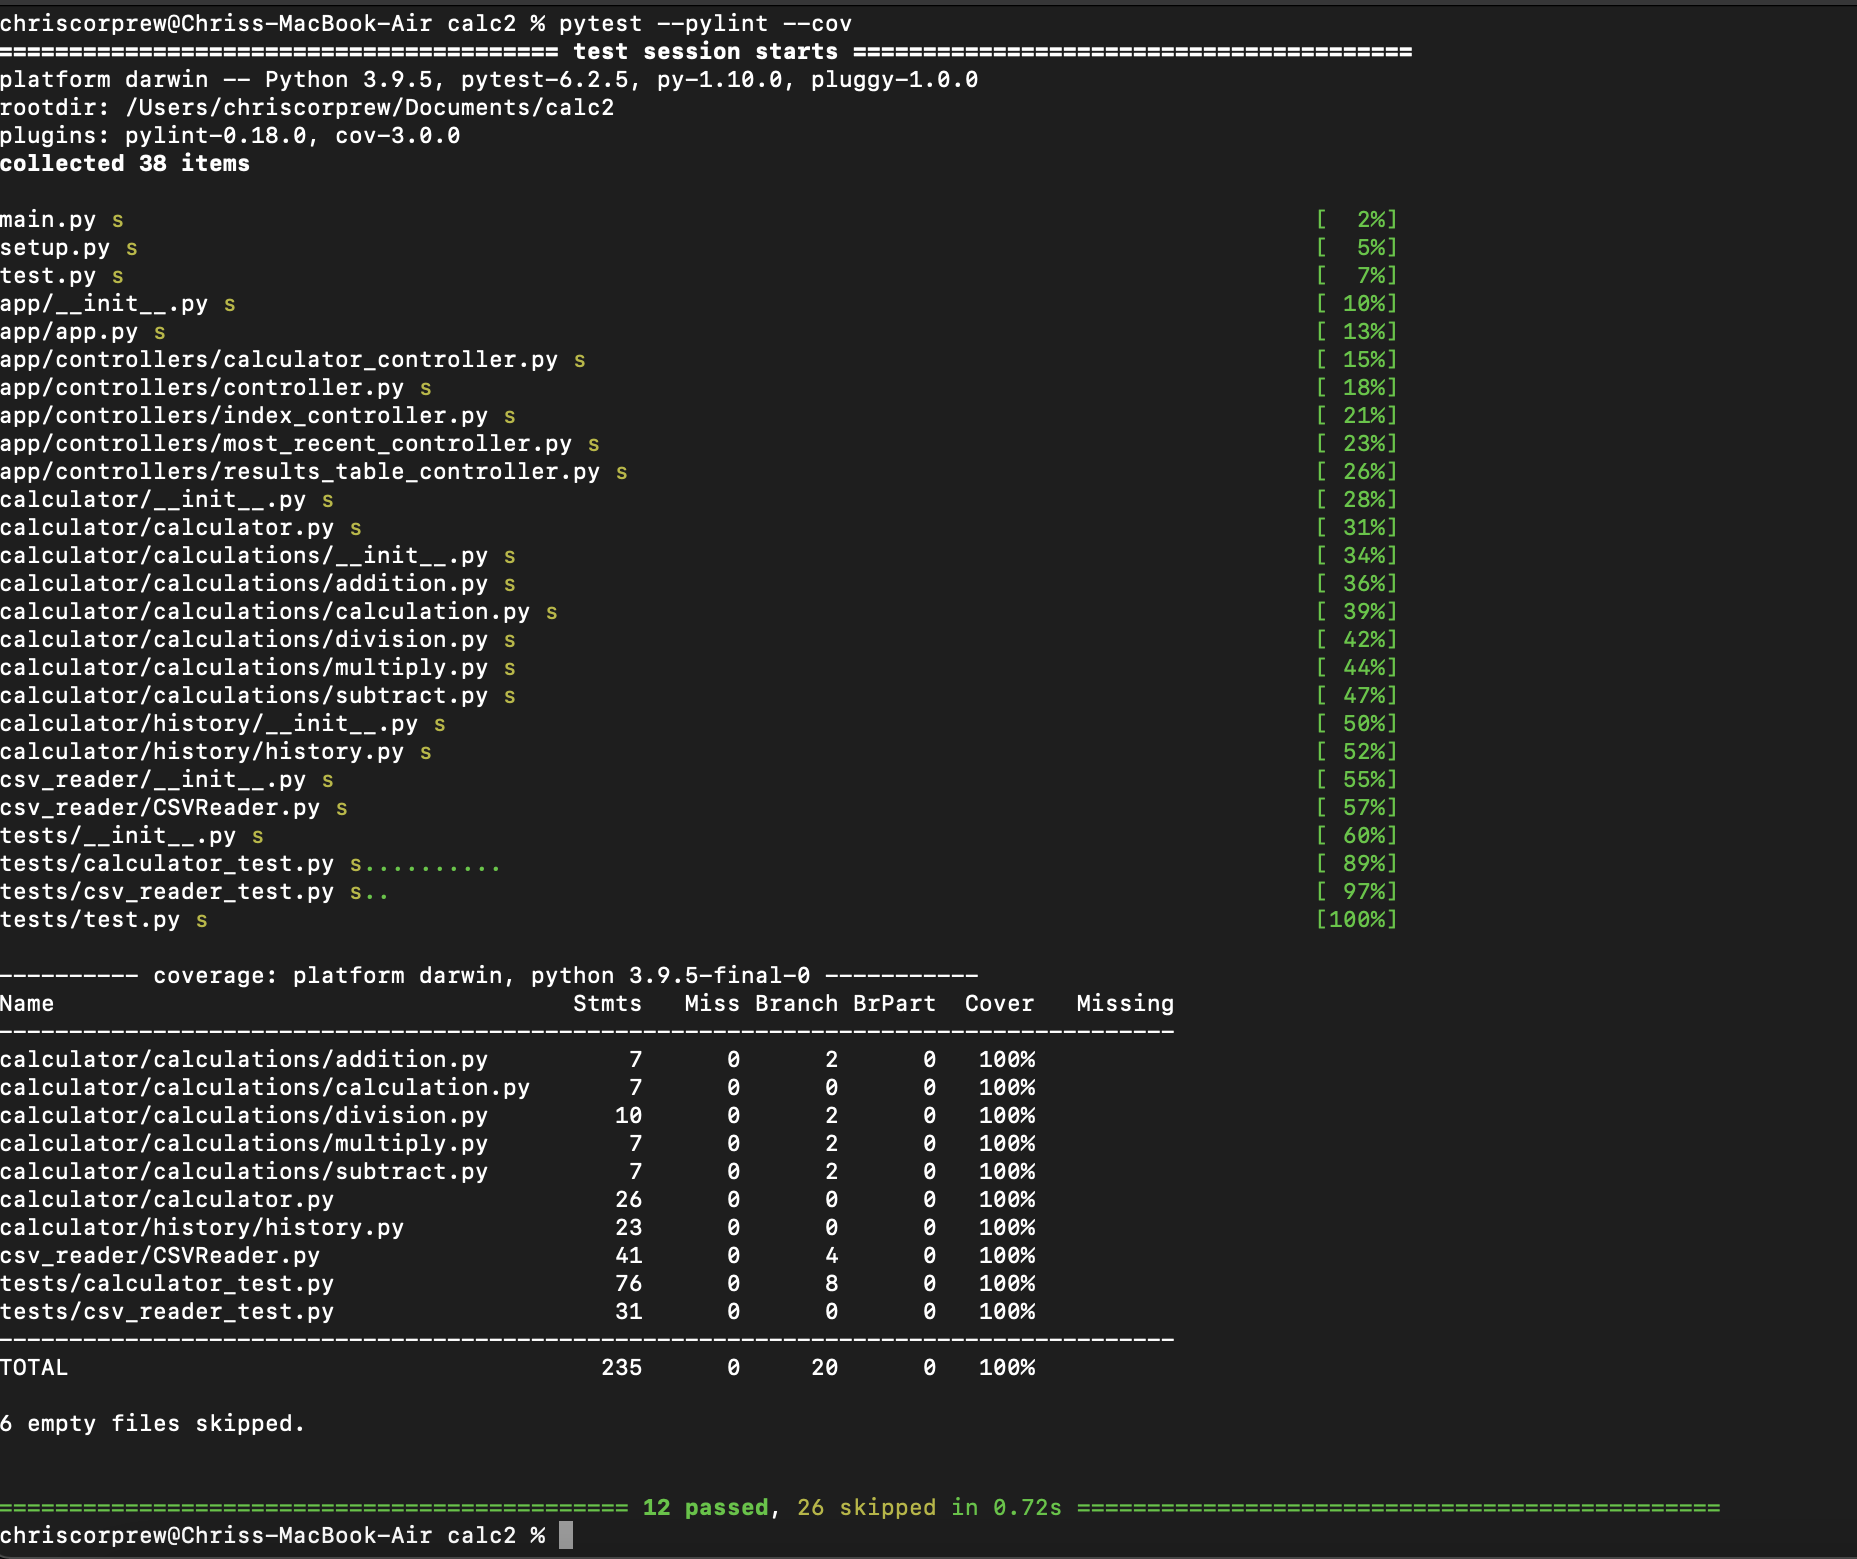 chriscorprew@Chriss-MacBook-Air calc2 % pytest --pylint --cov
======================================== test session starts ========================================
platform darwin -- Python 3.9.5, pytest-6.2.5, py-1.10.0, pluggy-1.0.0
rootdir: /Users/chriscorprew/Documents/calc2
plugins: pylint-0.18.0, cov-3.0.0
collected 38 items
main.py s [  2%]
setup.py s [  5%]
test.py s [  7%]
app/__init__.py s [ 10%]
app/app.py s [ 13%]
app/controllers/calculator_controller.py s [ 15%]
app/controllers/controller.py s [ 18%]
app/controllers/index_controller.py s [ 21%]
app/controllers/most_recent_controller.py s [ 23%]
app/controllers/results_table_controller.py s [ 26%]
calculator/__init__.py s [ 28%]
calculator/calculator.py s [ 31%]
calculator/calculations/__init__.py s [ 34%]
calculator/calculations/addition.py s [ 36%]
calculator/calculations/calculation.py s [ 39%]
calculator/calculations/division.py s [ 42%]
calculator/calculations/multiply.py s [ 44%]
calculator/calculations/subtract.py s [ 47%]
calculator/history/__init__.py s [ 50%]
calculator/history/history.py s [ 52%]
csv_reader/__init__.py s [ 55%]
csv_reader/CSVReader.py s [ 57%]
tests/__init__.py s [ 60%]
tests/calculator_test.py s.......... [ 89%]
tests/csv_reader_test.py s.. [ 97%]
tests/test.py s [100%]
---------- coverage: platform darwin, python 3.9.5-final-0 -----------
Name Stmts Miss Branch BrPart Cover Missing
------------------------------------------------------------------------------------
calculator/calculations/addition.py 7 0 2 0 100%
calculator/calculations/calculation.py 7 0 0 0 100%
calculator/calculations/division.py 10 0 2 0 100%
calculator/calculations/multiply.py 7 0 2 0 100%
calculator/calculations/subtract.py 7 0 2 0 100%
calculator/calculator.py 26 0 0 0 100%
calculator/history/history.py 23 0 0 0 100%
csv_reader/CSVReader.py 41 0 4 0 100%
tests/calculator_test.py 76 0 8 0 100%
tests/csv_reader_test.py 31 0 0 0 100%
------------------------------------------------------------------------------------
TOTAL 235 0 20 0 100%
6 empty files skipped.
============================================= 12 passed, 26 skipped in 0.72s ==============================================
chriscorprew@Chriss-MacBook-Air calc2 %